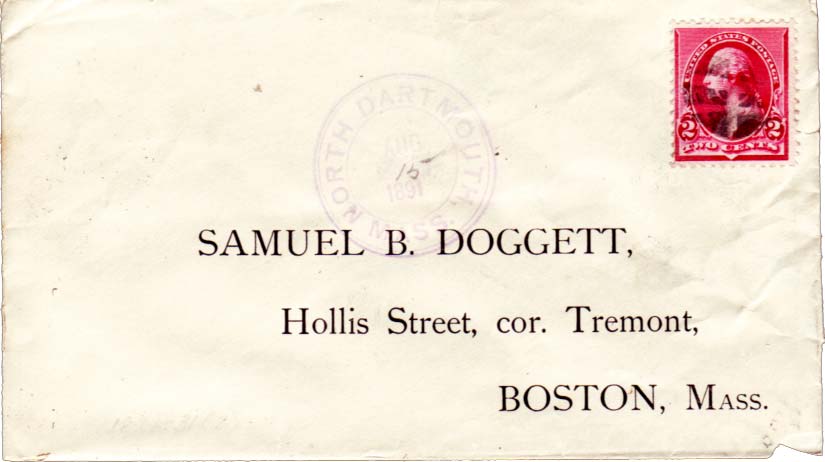 UNITED STATES POSTAGE
2 2
TWO CENTS
NORTH DARTMOUTH
AUG
15
1891
MASS.
SAMUEL B. DOGGETT,
Hollis Street, cor. Tremont,
BOSTON, MASS.